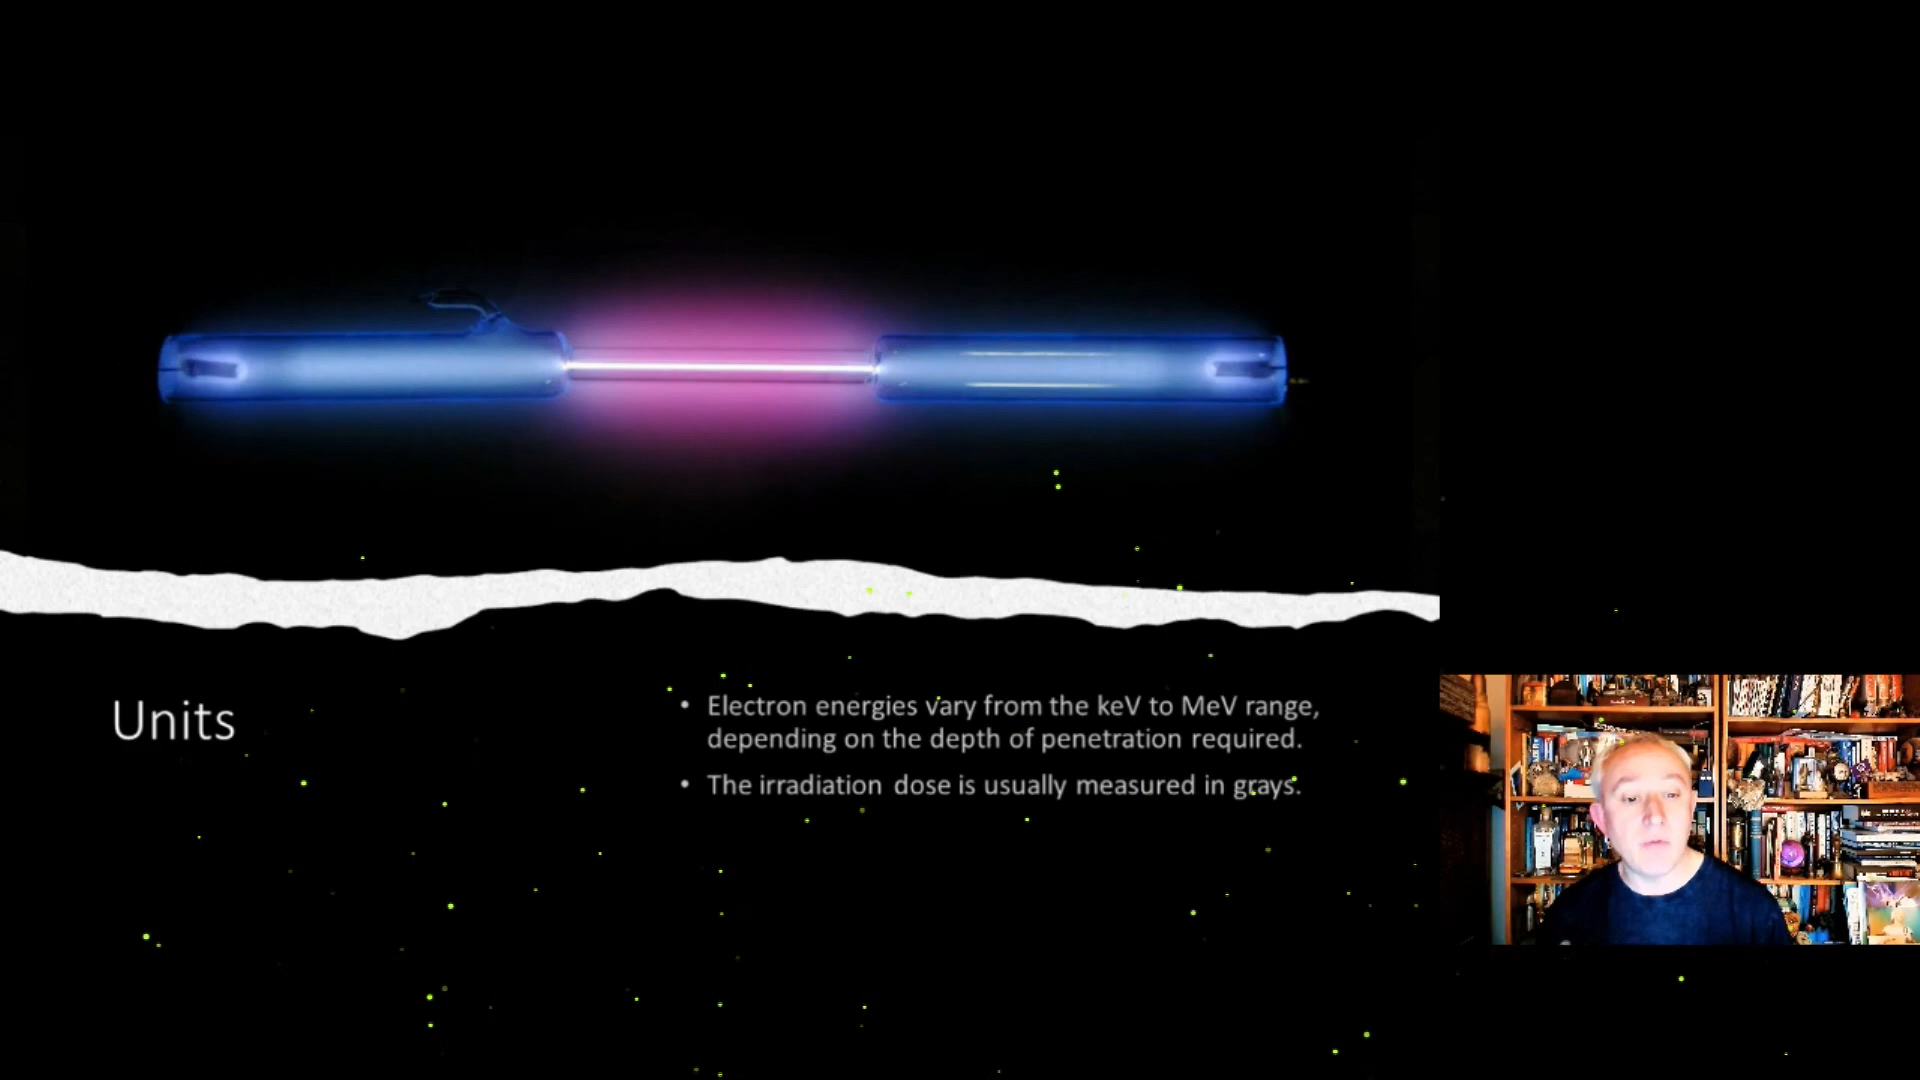 Units
• Electron energies vary from the keV to MeV range,
depending on the depth of penetration required.
• The irradiation dose is usually measured in grays.